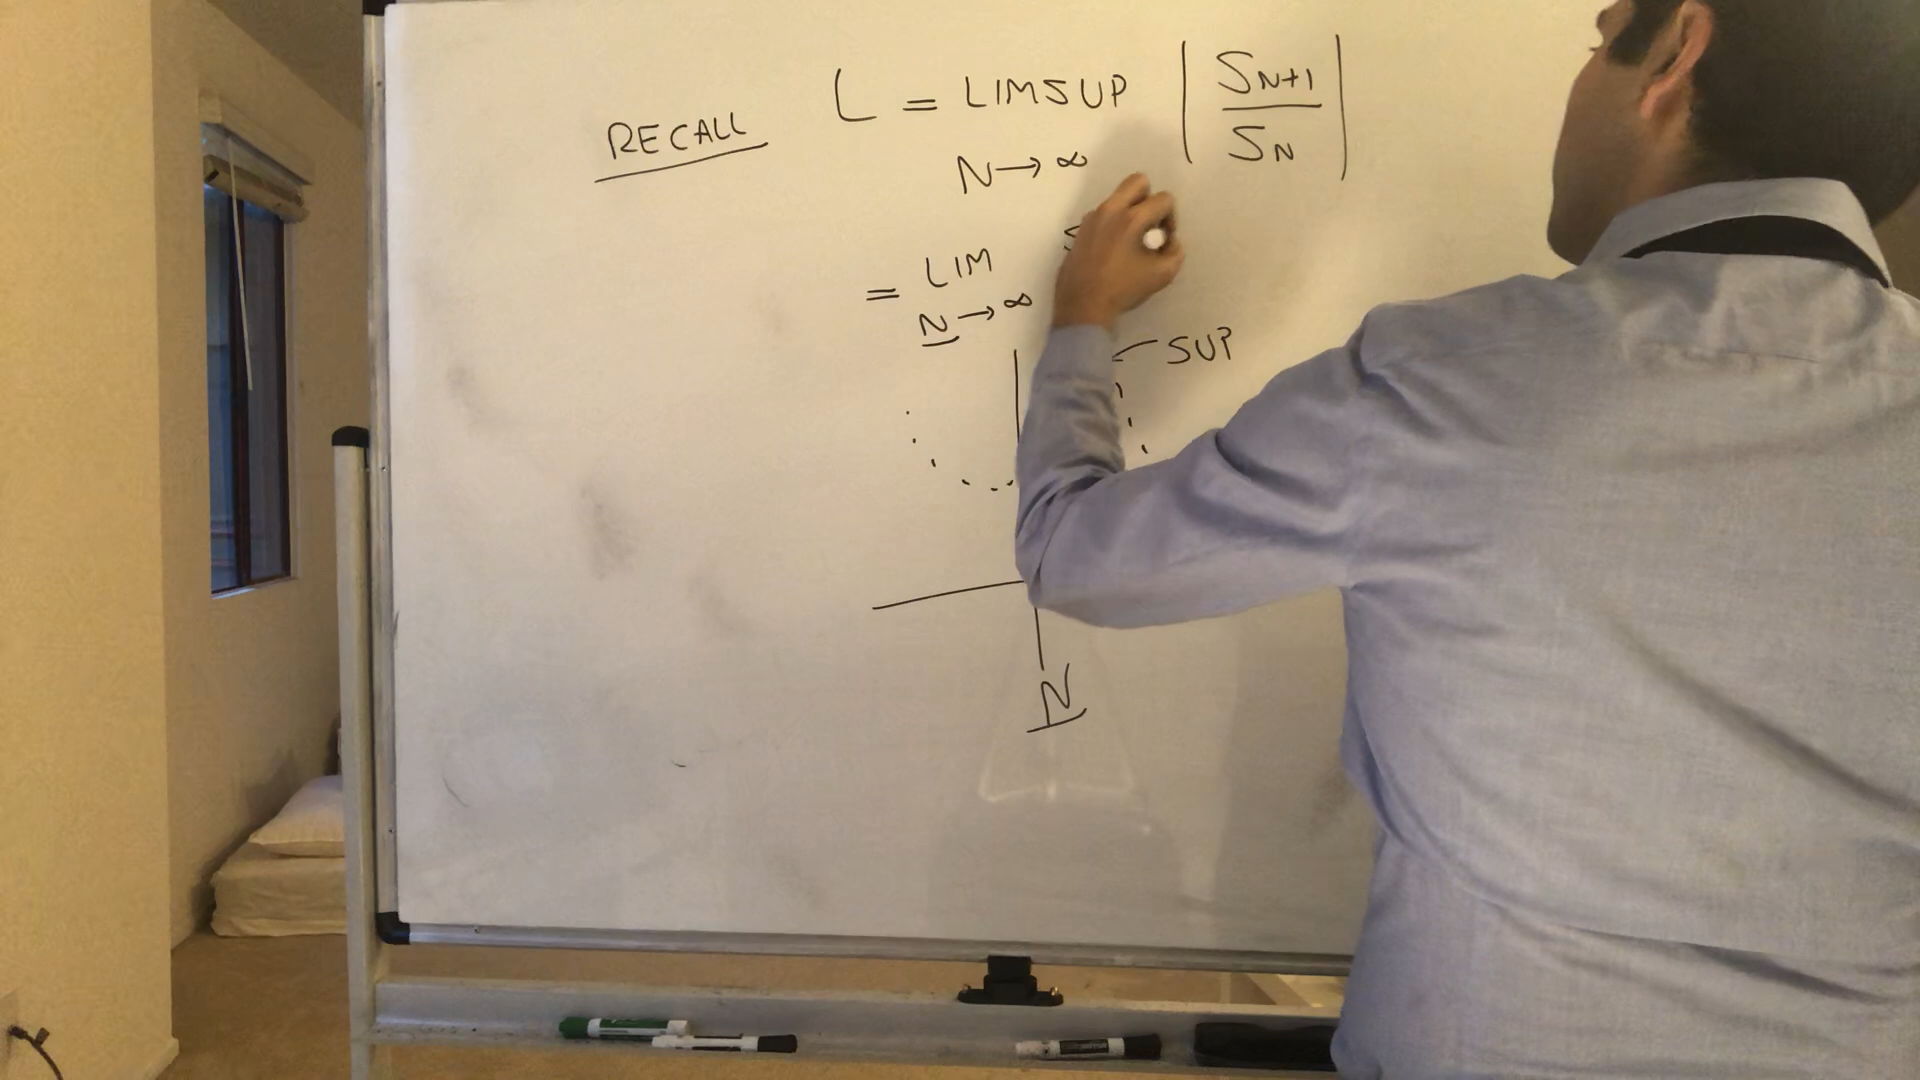 RECALL L = LIMSUP | SN+1 / SN |
N → ∞
= LIM
N → ∞
SUP
N